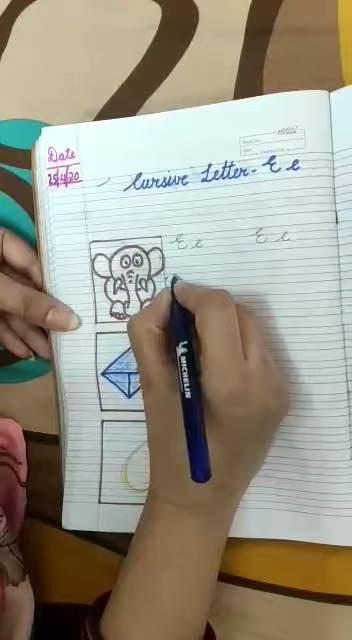 Date
25/4/20
Cursive Letter- E e
E e E e
MICHELIN